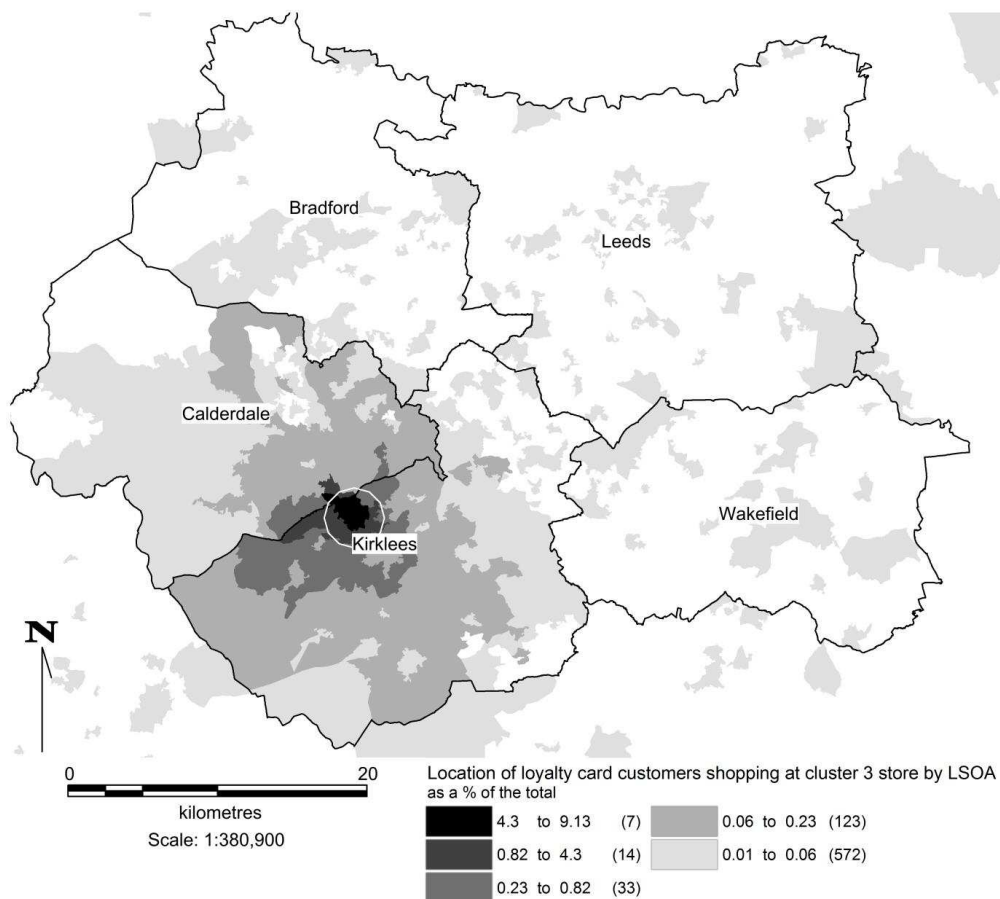 Bradford
Leeds
Calderdale
Wakefield
Kirklees
N
0 20
kilometres
Scale: 1:380,900
Location of loyalty card customers shopping at cluster 3 store by LSOA
as a % of the total
4.3 to 9.13 (7)
0.82 to 4.3 (14)
0.23 to 0.82 (33)
0.06 to 0.23 (123)
0.01 to 0.06 (572)